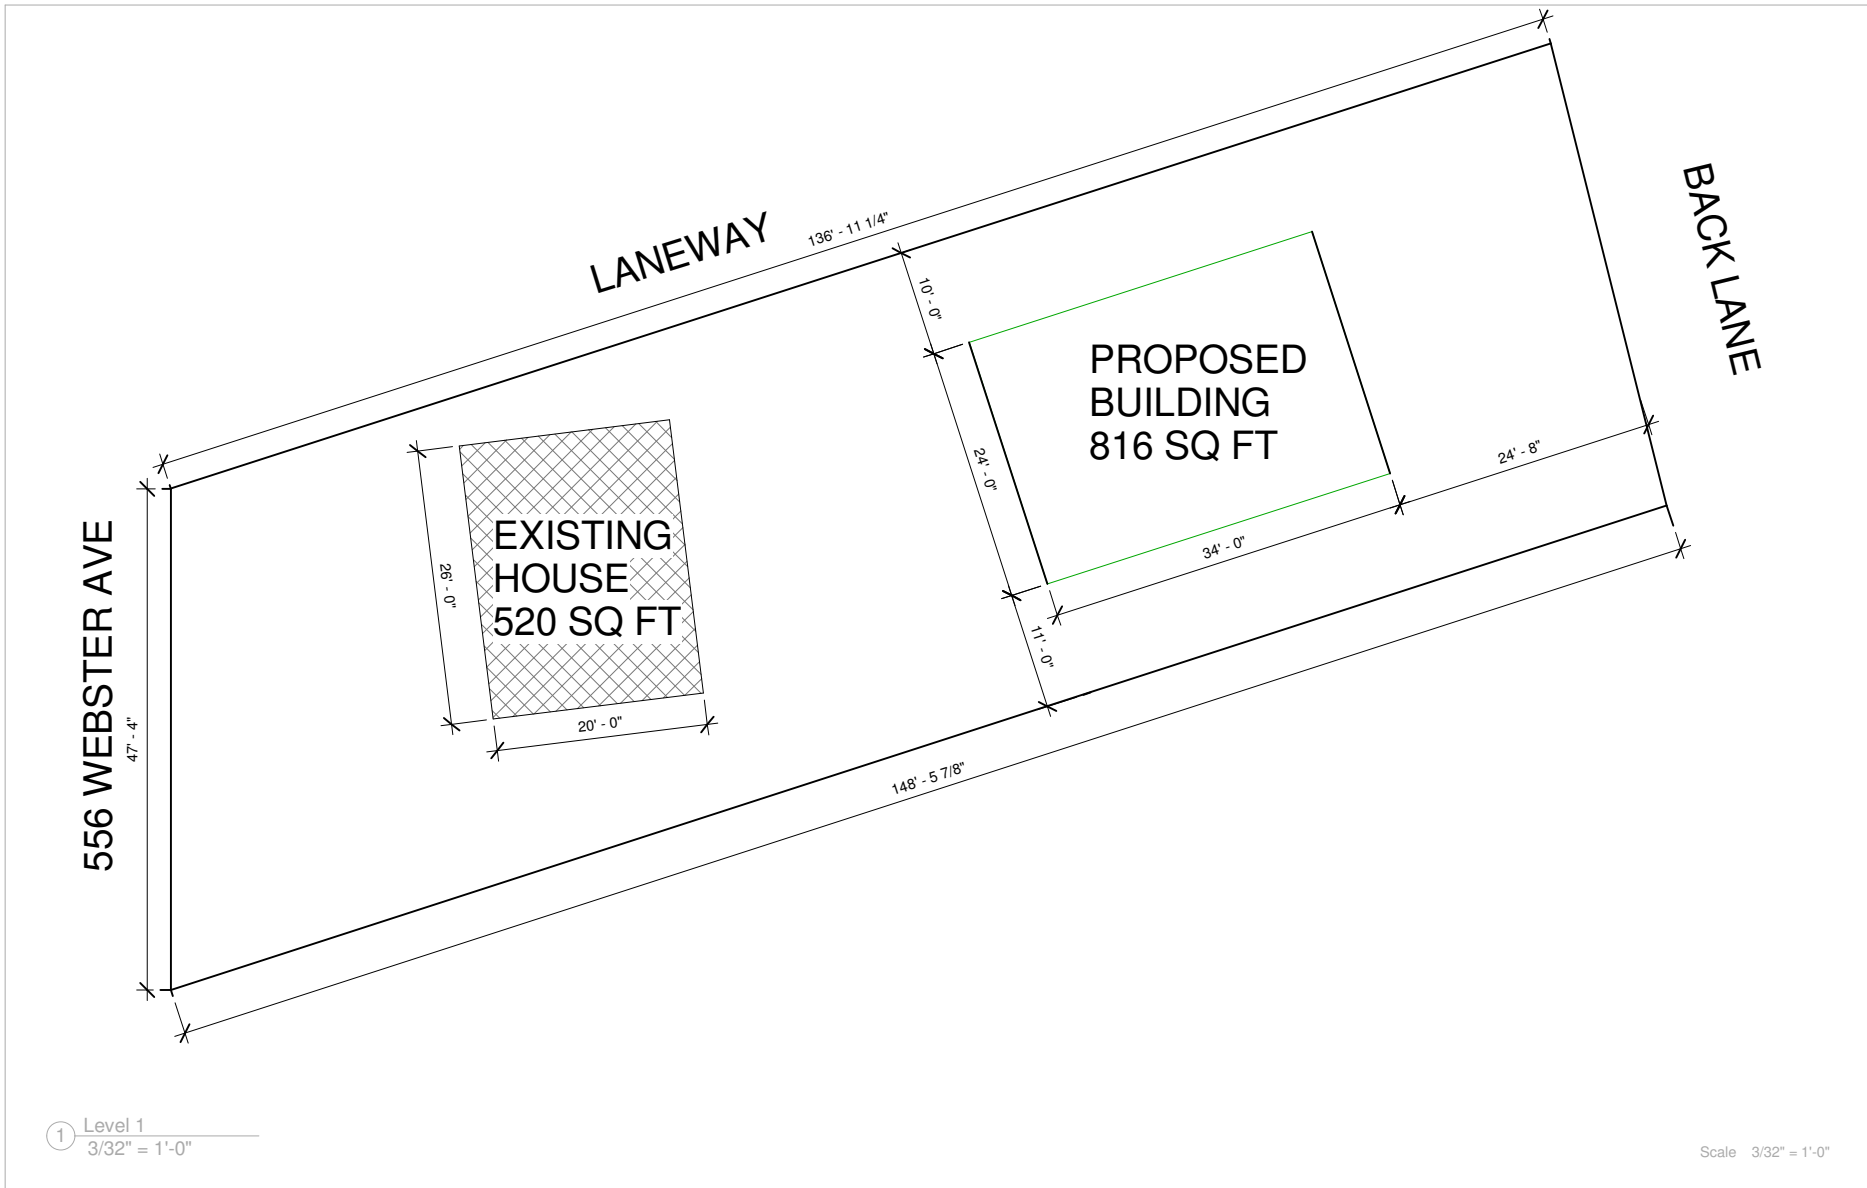 LANEWAY
136' - 11 1/4"
BACK LANE
10' - 0"
PROPOSED
BUILDING
816 SQ FT
24' - 0"
24' - 8"
34' - 0"
11' - 0"
EXISTING
HOUSE
520 SQ FT
26' - 0"
20' - 0"
556 WEBSTER AVE
47' - 4"
148' - 5 7/8"
1
Level 1
3/32" = 1'-0"
Scale 3/32" = 1'-0"